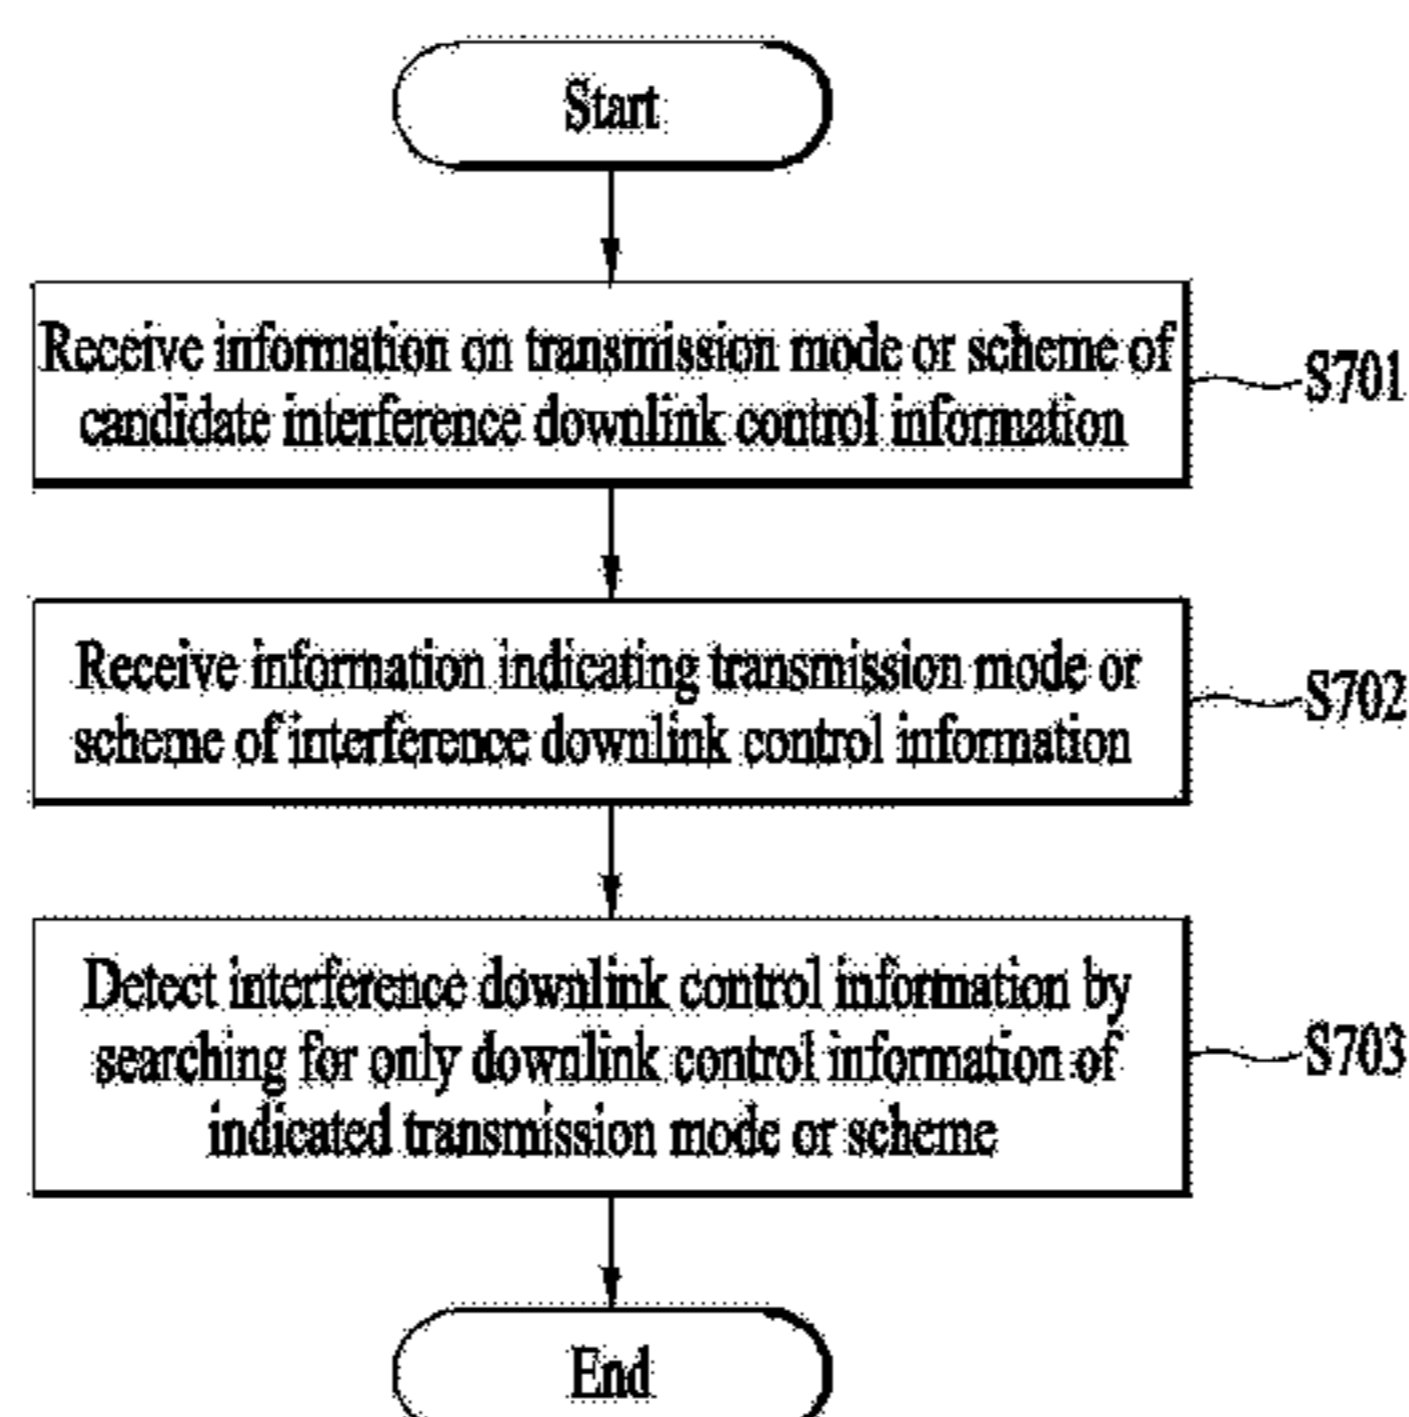 Start
Receive information on transmission mode or scheme of
candidate interference downlink control information
S701
Receive information indicating transmission mode or
scheme of interference downlink control information
S702
Detect interference downlink control information by
searching for only downlink control information of
indicated transmission mode or scheme
S703
End